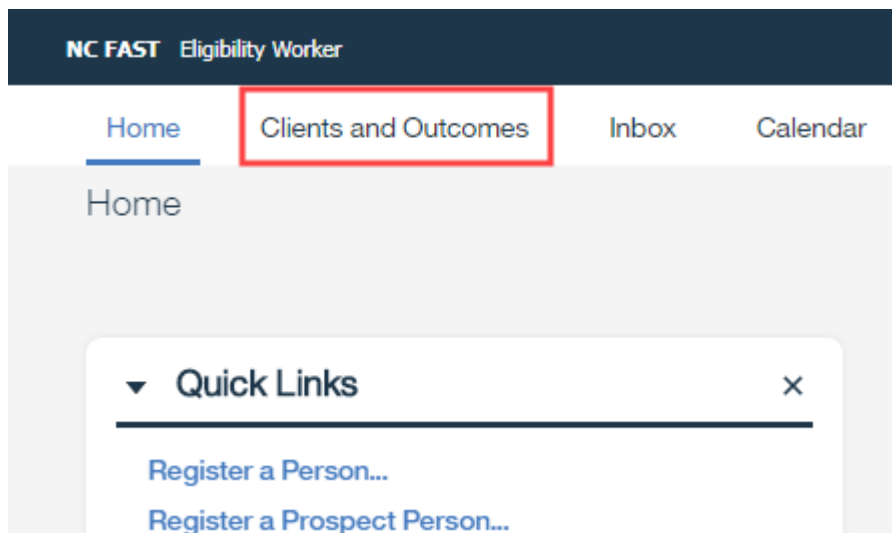 NC FAST Eligibility Worker
Home Clients and Outcomes Inbox Calendar
Home
Quick Links
Register a Person...
Register a Prospect Person...